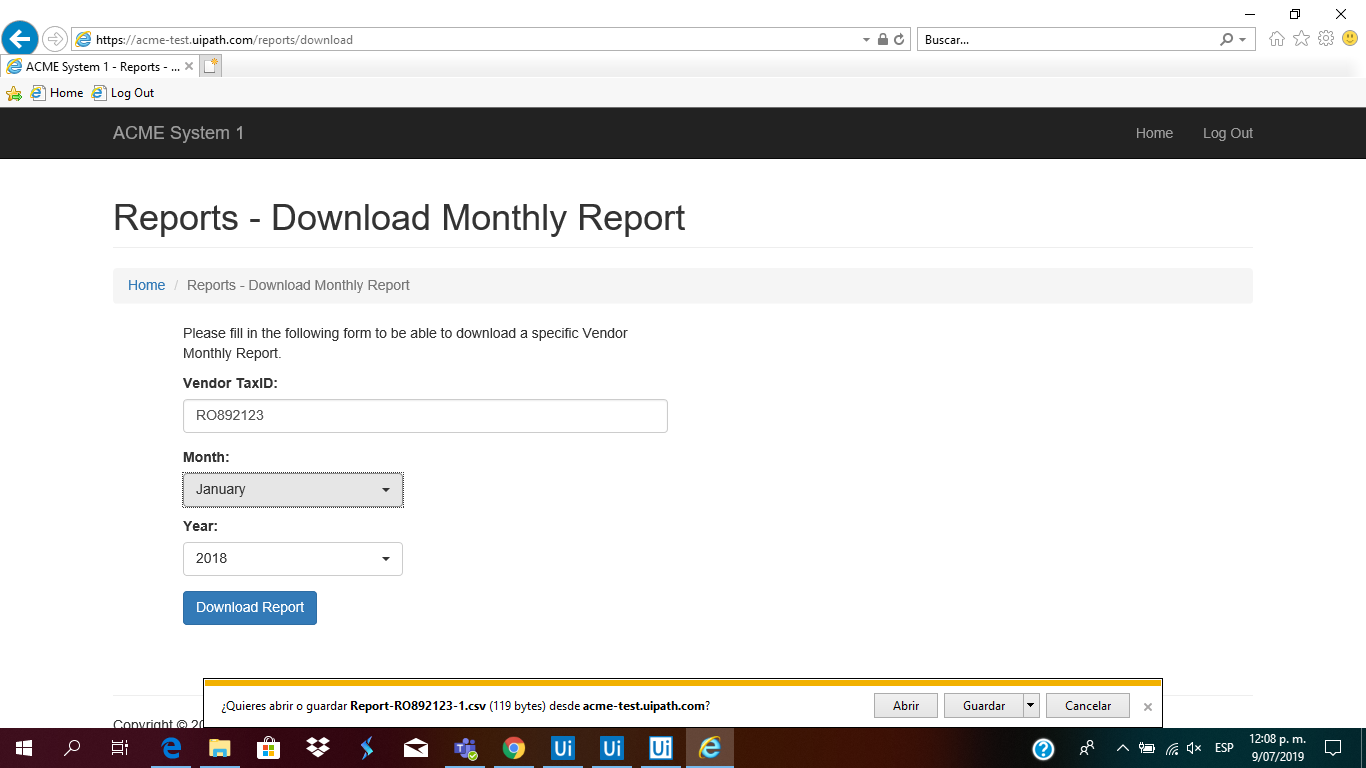 https://acme-test.uipath.com/reports/download
Buscar...
ACME System 1 - Reports - ...
Home
Log Out
ACME System 1
Home
Log Out
Reports - Download Monthly Report
Home / Reports - Download Monthly Report
Please fill in the following form to be able to download a specific Vendor
Monthly Report.
Vendor TaxID:
RO892123
Month:
January
Year:
2018
Download Report
¿Quieres abrir o guardar Report-RO892123-1.csv (119 bytes) desde acme-test.uipath.com?
Abrir
Guardar
Cancelar
Copyright © 20
Ui
Ui
Ui
ESP
12:08 p. m.
9/07/2019